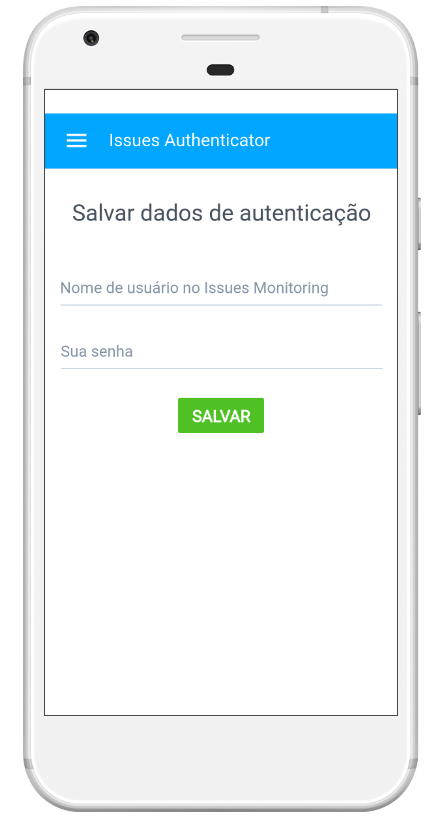 Issues Authenticator
Salvar dados de autenticação
Nome de usuário no Issues Monitoring
Sua senha
SALVAR